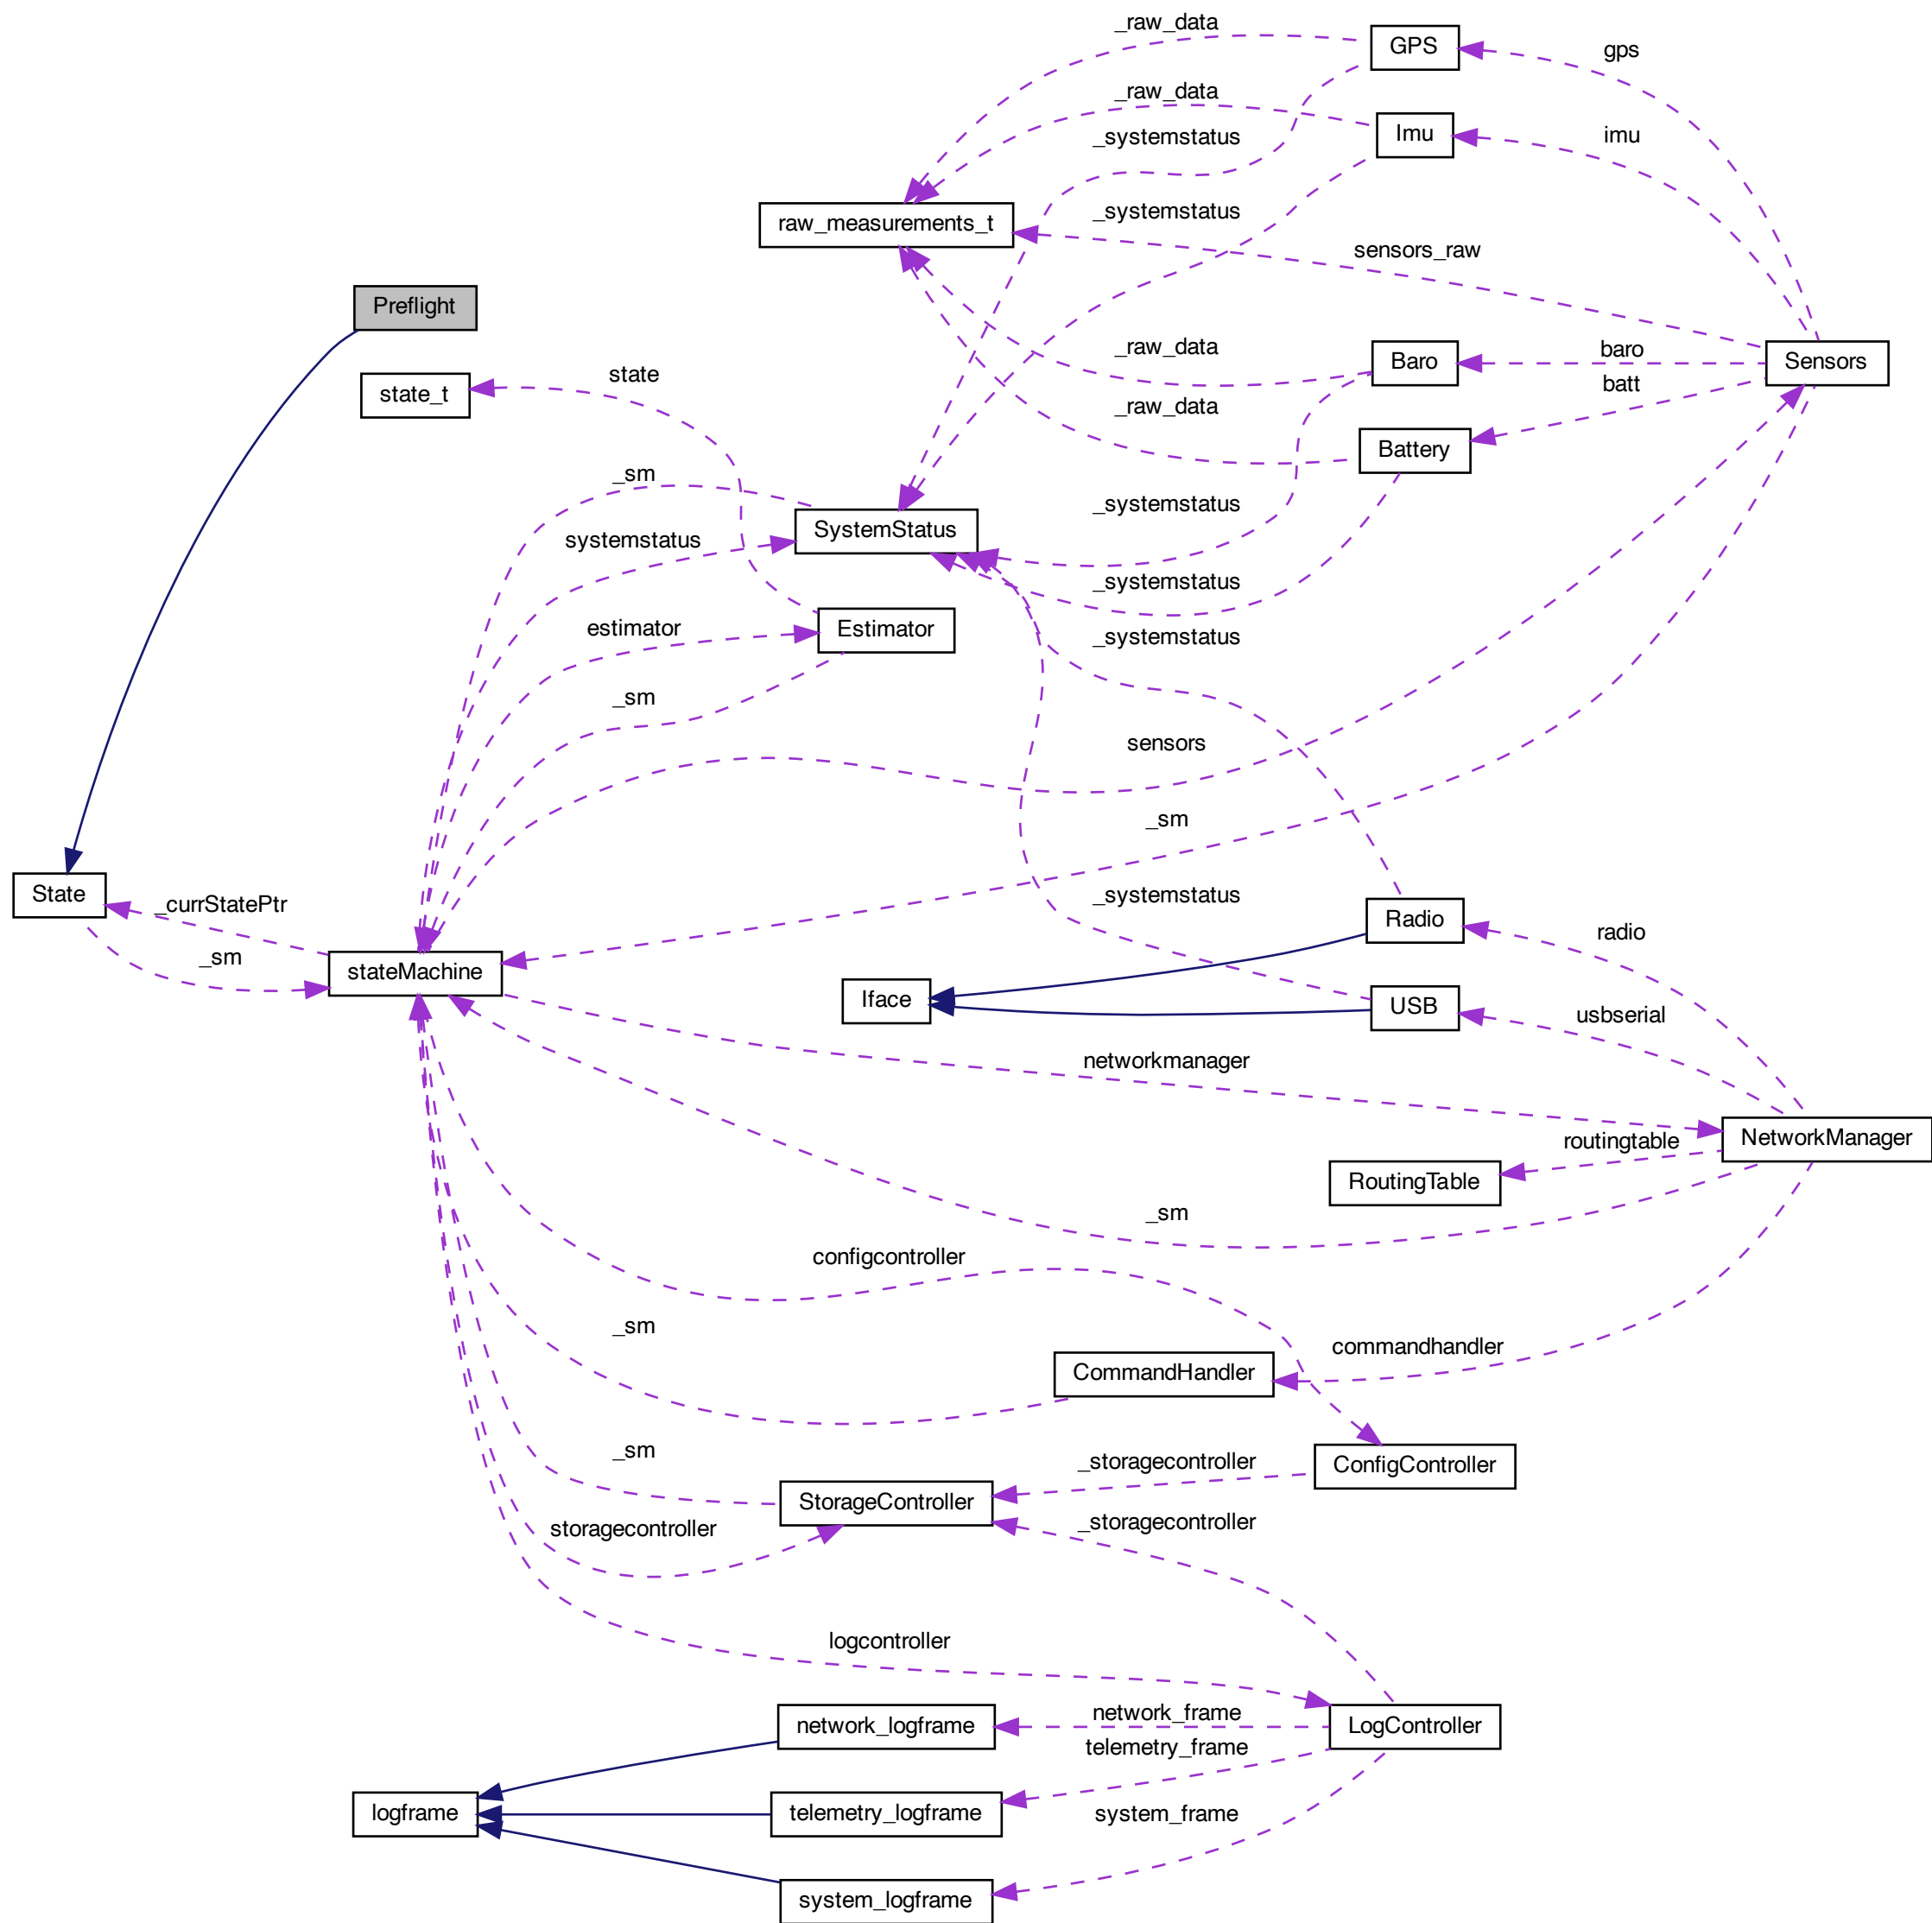 _raw_data
GPS
gps
_raw_data
Imu
imu
_systemstatus
_systemstatus
raw_measurements_t
sensors_raw
Preflight
_raw_data
Baro
baro
Sensors
state
state_t
batt
_raw_data
Battery
_sm
_systemstatus
SystemStatus
systemstatus
_systemstatus
estimator
Estimator
_systemstatus
_sm
sensors
_sm
State
_currStatePtr
_systemstatus
Radio
radio
_sm
stateMachine
Iface
USB
usbserial
networkmanager
NetworkManager
routingtable
RoutingTable
_sm
configcontroller
_sm
commandhandler
CommandHandler
_sm
_storagecontroller
ConfigController
StorageController
storagecontroller
_storagecontroller
logcontroller
network_logframe
network_frame
LogController
telemetry_frame
logframe
telemetry_logframe
system_frame
system_logframe